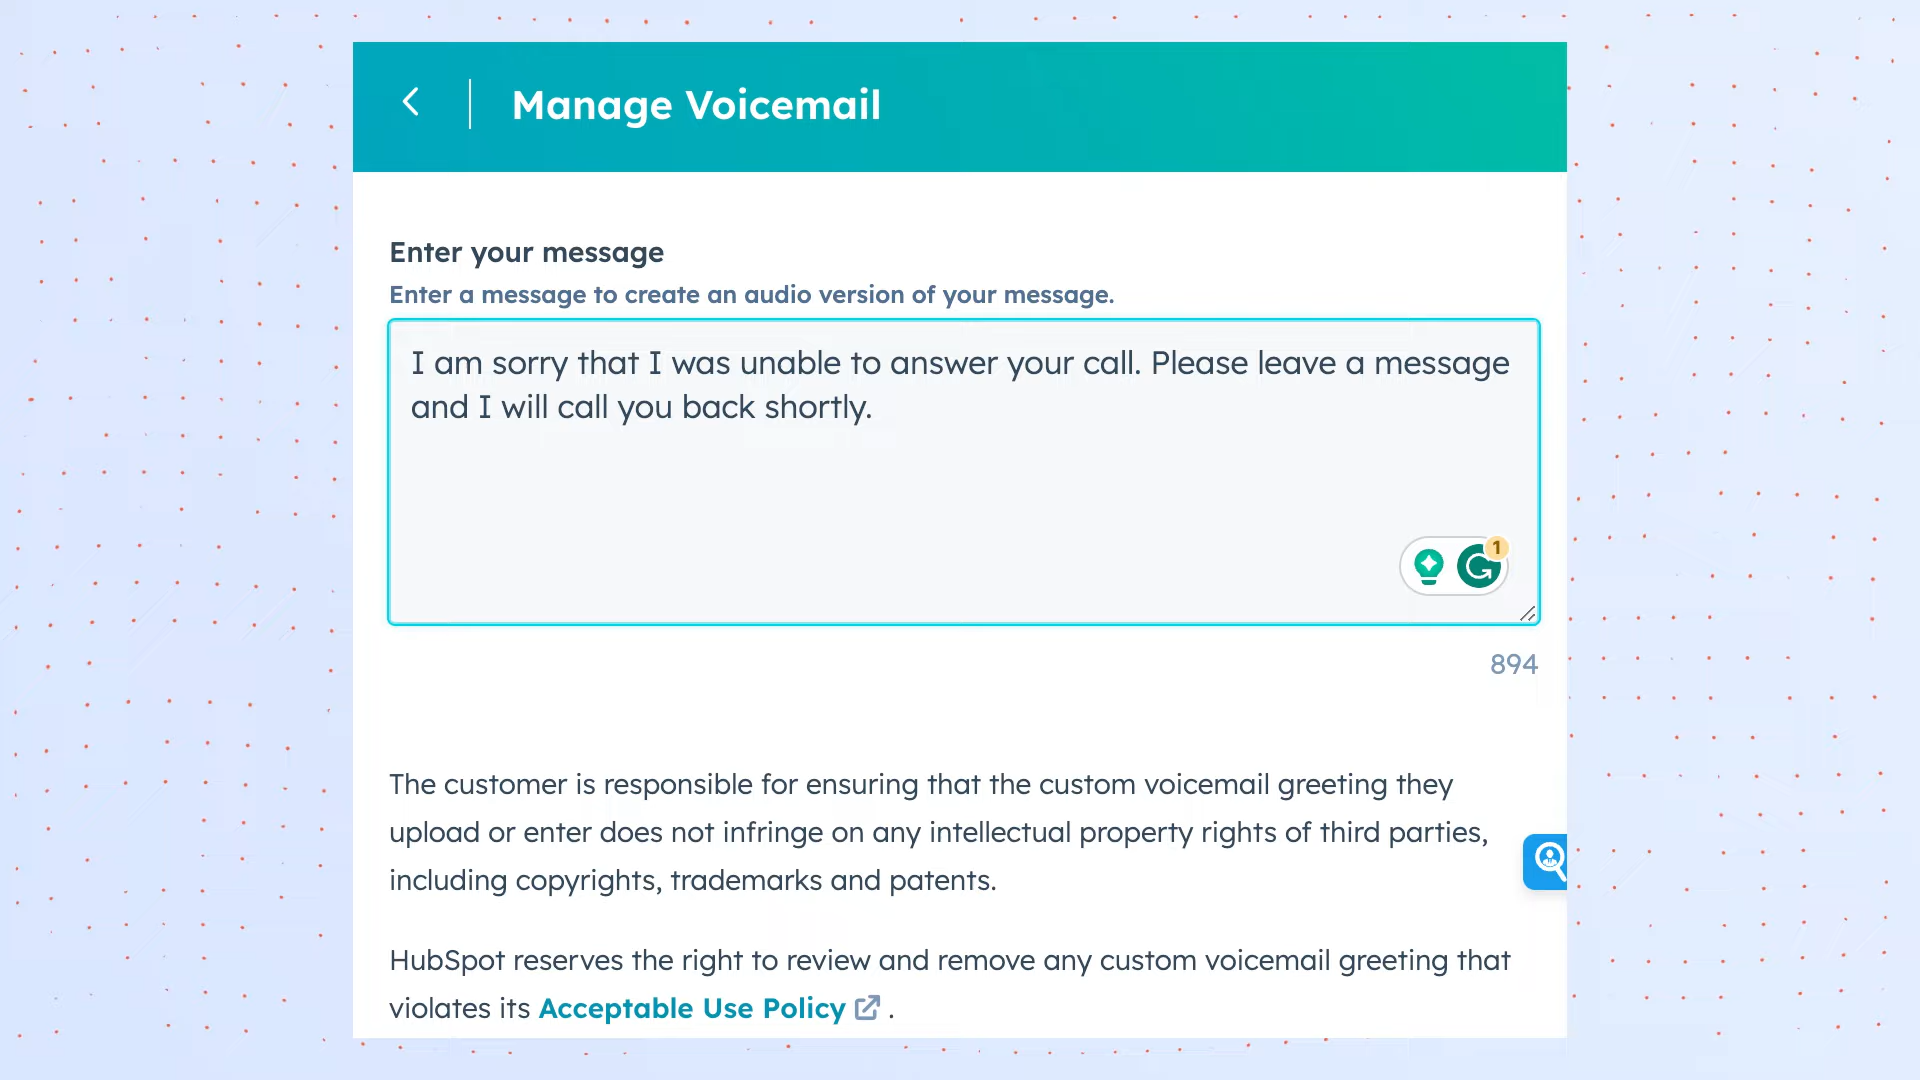 Manage Voicemail
Enter your message
Enter a message to create an audio version of your message.
I am sorry that I was unable to answer your call. Please leave a message
and I will call you back shortly.
1
894
The customer is responsible for ensuring that the custom voicemail greeting they
upload or enter does not infringe on any intellectual property rights of third parties,
including copyrights, trademarks and patents.
HubSpot reserves the right to review and remove any custom voicemail greeting that
violates its Acceptable Use Policy .